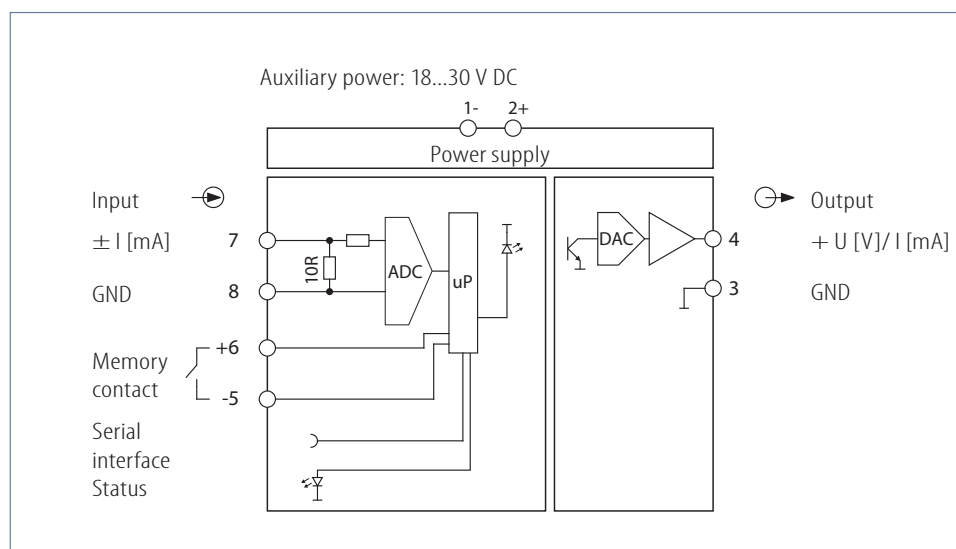 Auxiliary power: 18...30 V DC
1- 2+
Power supply
Input
Output
± I [mA] 7
ADC
uP
DAC
4 + U [V]/ I [mA]
10R
GND 8
3 GND
Memory
contact
+6
-5
Serial
interface
Status